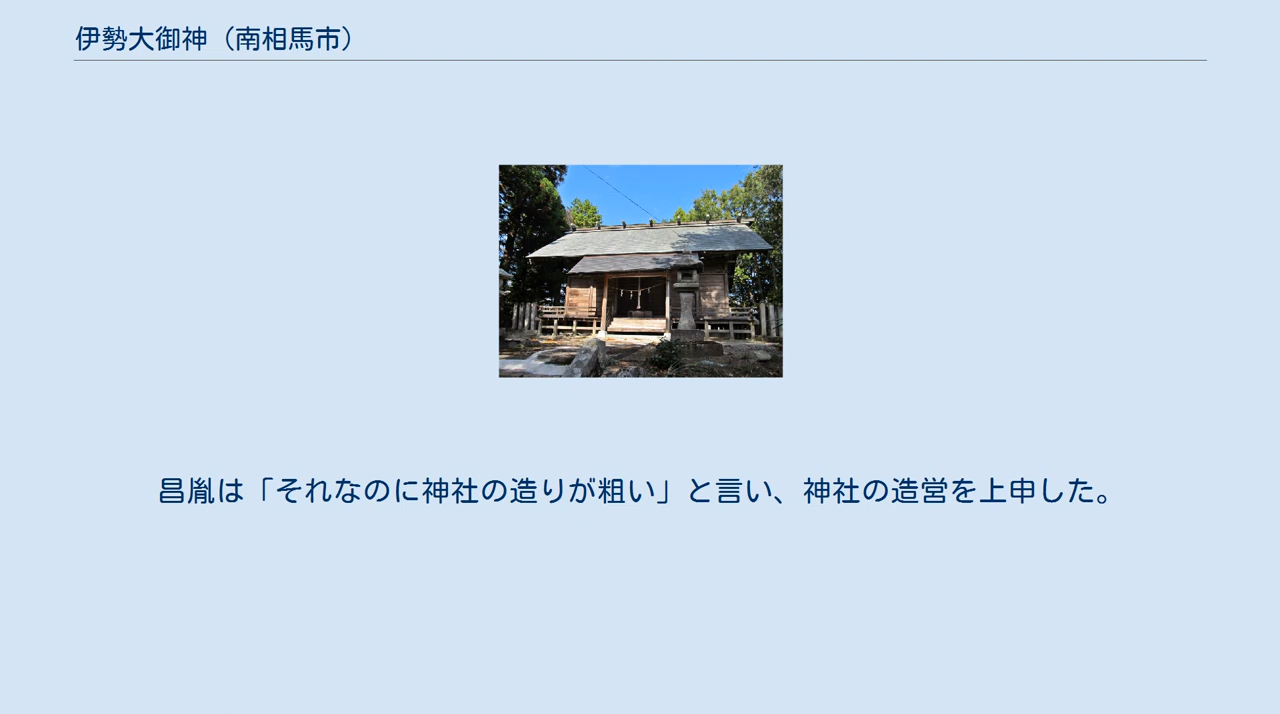 伊勢大御神（南相馬市）
昌胤は「それなのに神社の造りが粗い」と言い、神社の造営を上申した。